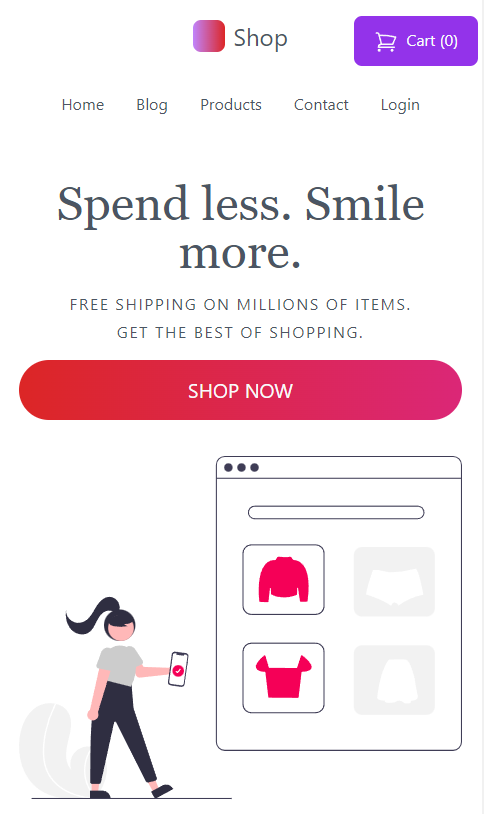 Shop
Cart (0)
Home Blog Products Contact Login
Spend less. Smile
more.
FREE SHIPPING ON MILLIONS OF ITEMS.
GET THE BEST OF SHOPPING.
SHOP NOW